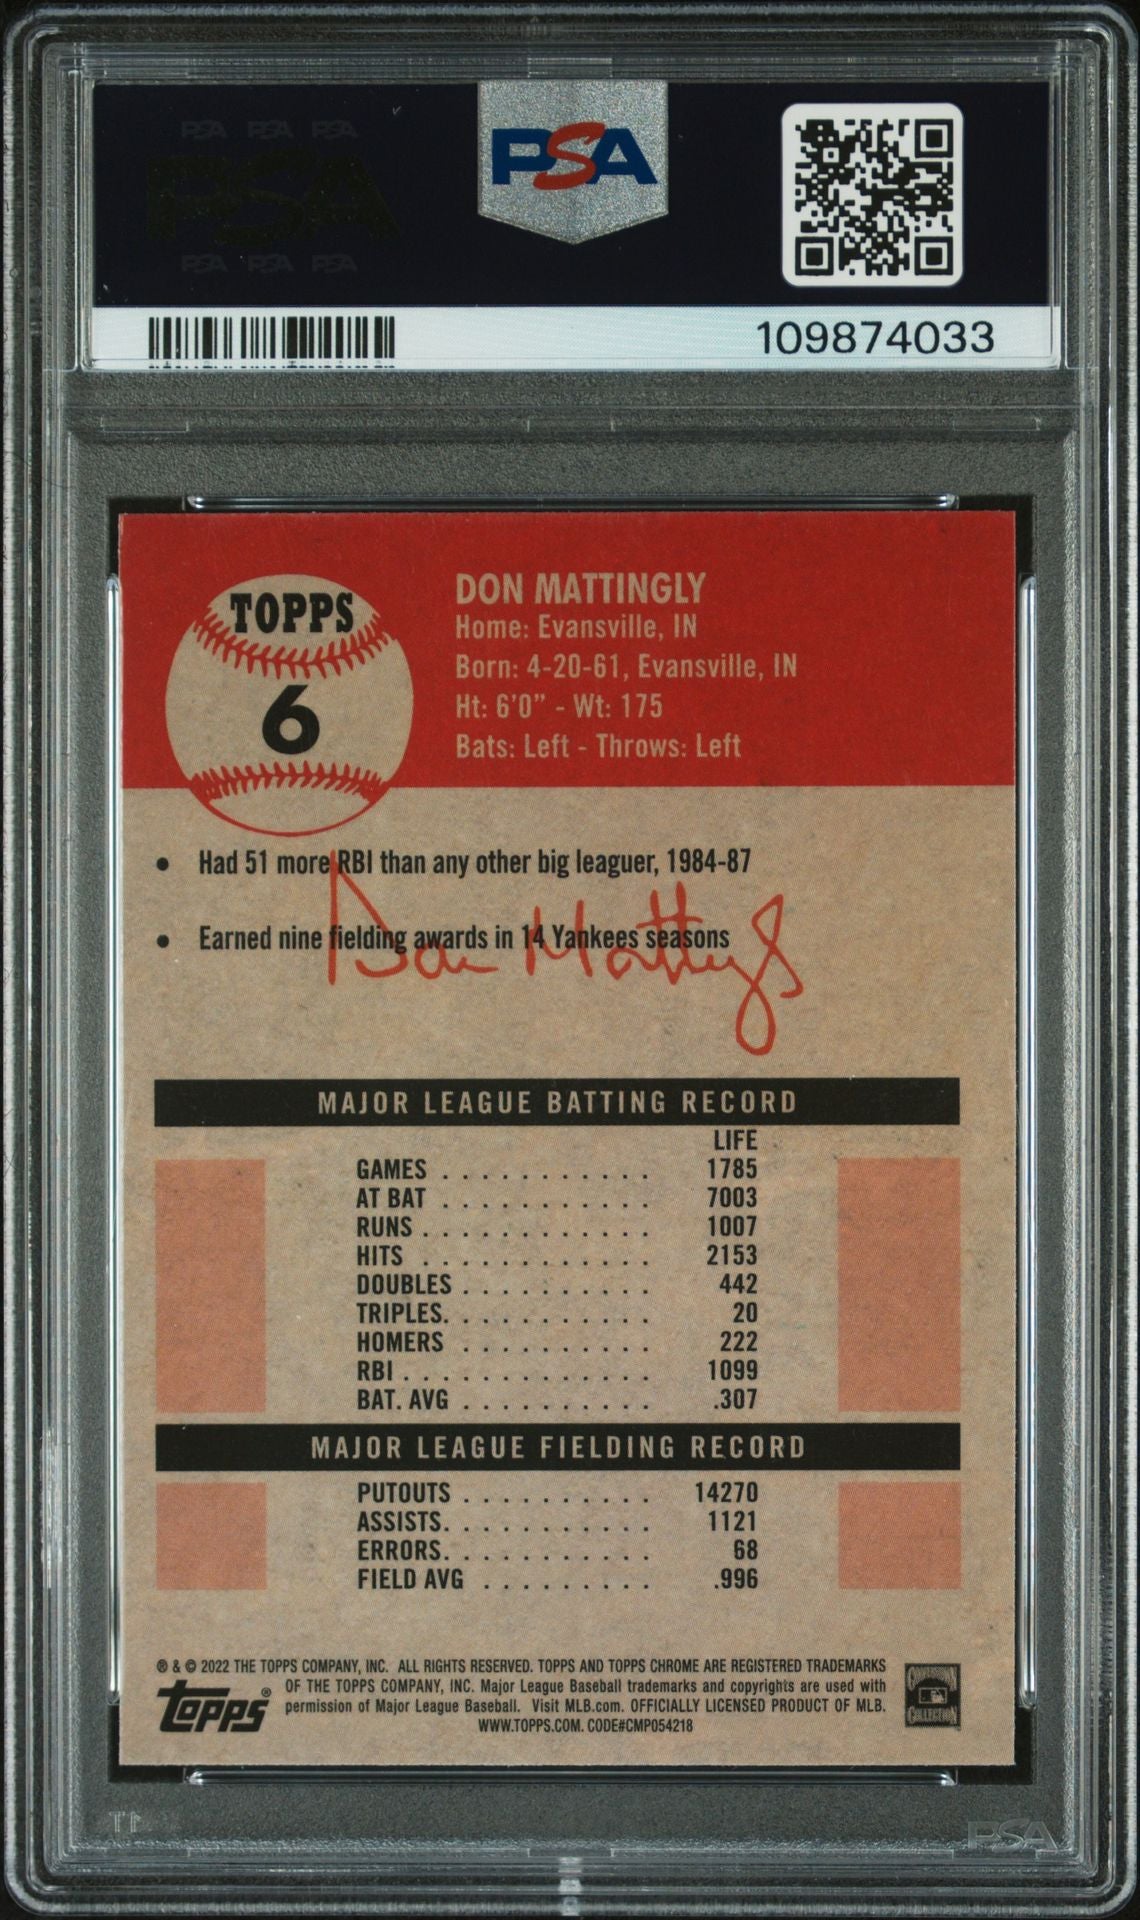 PSA PSA PSA
PSA
PSA PSA PSA
PSA
109874033
TOPPS
6
DON MATTINGLY
Home: Evansville, IN
Born: 4-20-61, Evansville, IN
Ht: 6'0" - Wt: 175
Bats: Left - Throws: Left
• Had 51 more RBI than any other big leaguer, 1984-87
• Earned nine fielding awards in 14 Yankees seasons
Don Mattingly
MAJOR LEAGUE BATTING RECORD
LIFE
GAMES . . . . . . . . . . . 1785
AT BAT . . . . . . . . . . . 7003
RUNS . . . . . . . . . . . . 1007
HITS . . . . . . . . . . . . 2153
DOUBLES . . . . . . . . . . 442
TRIPLES. . . . . . . . . . . 20
HOMERS . . . . . . . . . . 222
RBI . . . . . . . . . . . . . 1099
BAT. AVG . . . . . . . . . . .307
MAJOR LEAGUE FIELDING RECORD
PUTOUTS . . . . . . . . . . 14270
ASSISTS. . . . . . . . . . . 1121
ERRORS. . . . . . . . . . . 68
FIELD AVG . . . . . . . . . .996
® & © 2022 THE TOPPS COMPANY, INC. ALL RIGHTS RESERVED. TOPPS AND TOPPS CHROME ARE REGISTERED TRADEMARKS
OF THE TOPPS COMPANY, INC. Major League Baseball trademarks and copyrights are used with
permission of Major League Baseball. Visit MLB.com. OFFICIALLY LICENSED PRODUCT OF MLB.
WWW.TOPPS.COM. CODE#CMP054218
Topps®
COOPERSTOWN
COLLECTION
PSA